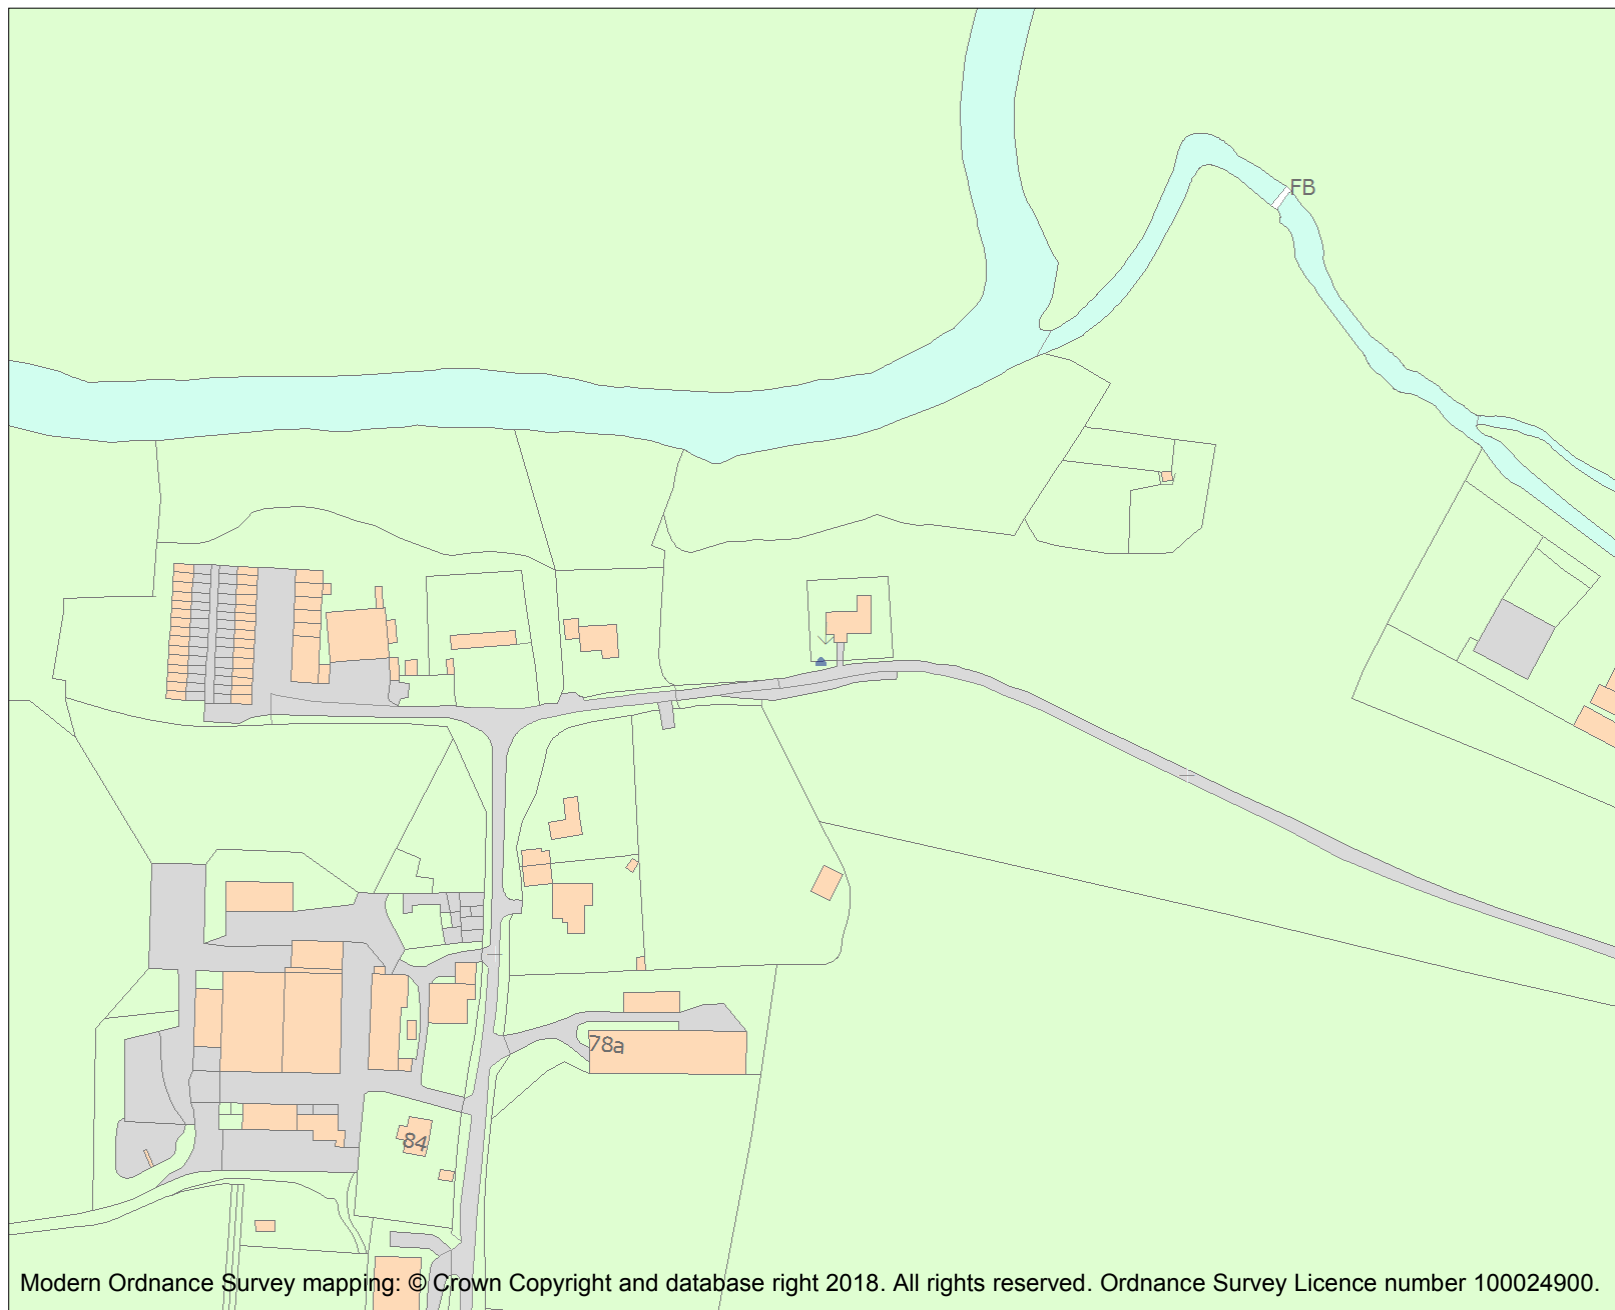 FB
78a
84
Modern Ordnance Survey mapping: © Crown Copyright and database right 2018. All rights reserved. Ordnance Survey Licence number 100024900.